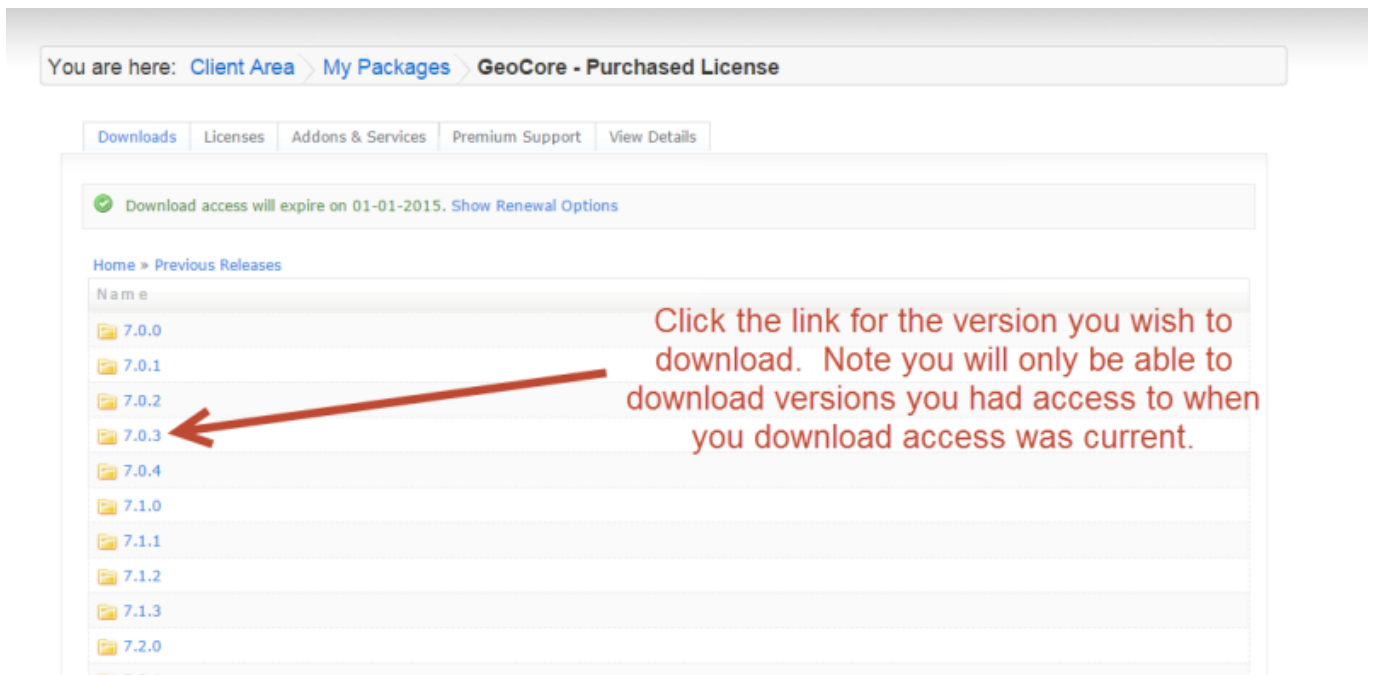 You are here: Client Area My Packages GeoCore - Purchased License
Downloads Licenses Addons & Services Premium Support View Details
Download access will expire on 01-01-2015. Show Renewal Options
Home » Previous Releases
Name
7.0.0
7.0.1
7.0.2
7.0.3
7.0.4
7.1.0
7.1.1
7.1.2
7.1.3
7.2.0
Click the link for the version you wish to
download. Note you will only be able to
download versions you had access to when
you download access was current.